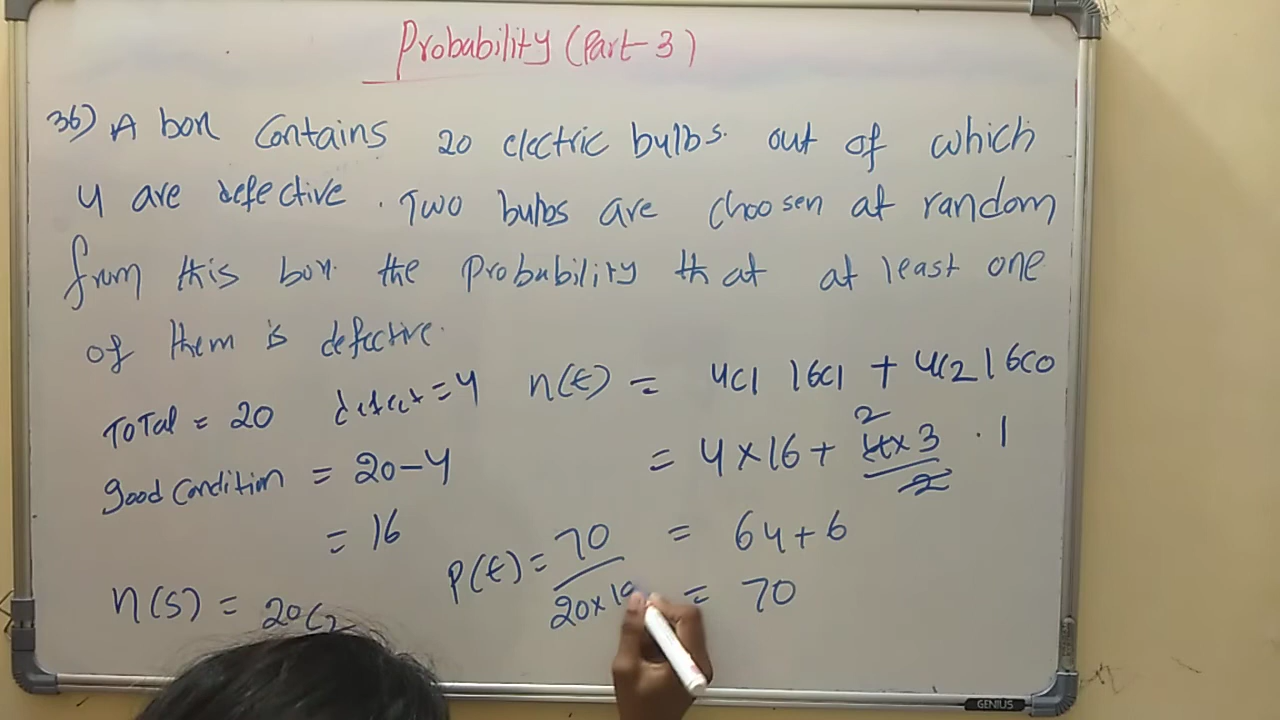 Probability (Part-3)
36) A box contains 20 electric bulbs out of which
4 are defective. Two bulbs are choosen at random
from this box the probability that at least one
of them is defective.
Total = 20 defect = 4 n(E) = 4C1 16C1 + 4C2 16C0
good condition = 20-4 = 4×16 + 4×3/2 · 1
2
= 16 P(E) = 70/20×19 = 64+6
n(S) = 20C2 = 70
GENIUS